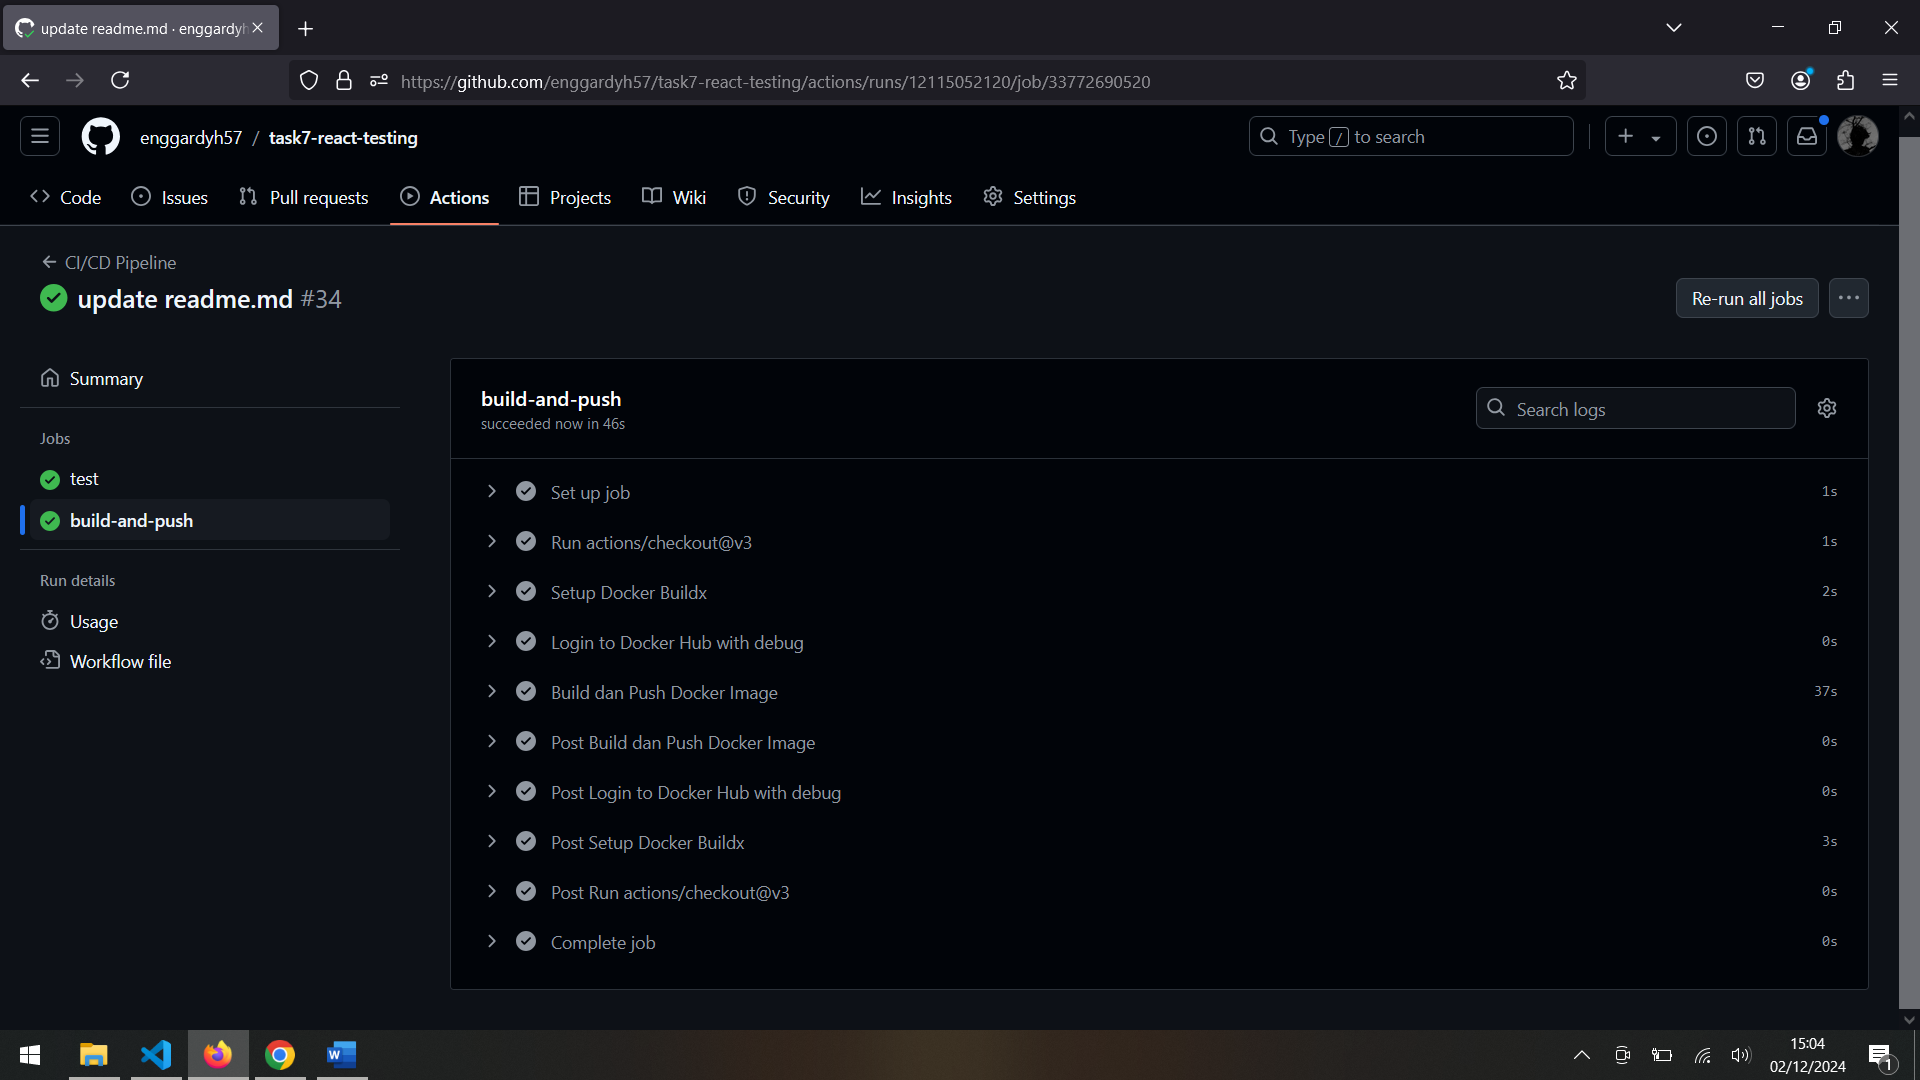 update readme.md · enggardyh
https://github.com/enggardyh57/task7-react-testing/actions/runs/12115052120/job/33772690520
enggardyh57 / task7-react-testing
Type / to search
Code
Issues
Pull requests
Actions
Projects
Wiki
Security
Insights
Settings
CI/CD Pipeline
update readme.md #34
Re-run all jobs
Summary
Jobs
test
build-and-push
Run details
Usage
Workflow file
build-and-push
succeeded now in 46s
Search logs
Set up job 1s
Run actions/checkout@v3 1s
Setup Docker Buildx 2s
Login to Docker Hub with debug 0s
Build dan Push Docker Image 37s
Post Build dan Push Docker Image 0s
Post Login to Docker Hub with debug 0s
Post Setup Docker Buildx 3s
Post Run actions/checkout@v3 0s
Complete job 0s
W
15:04
02/12/2024
1